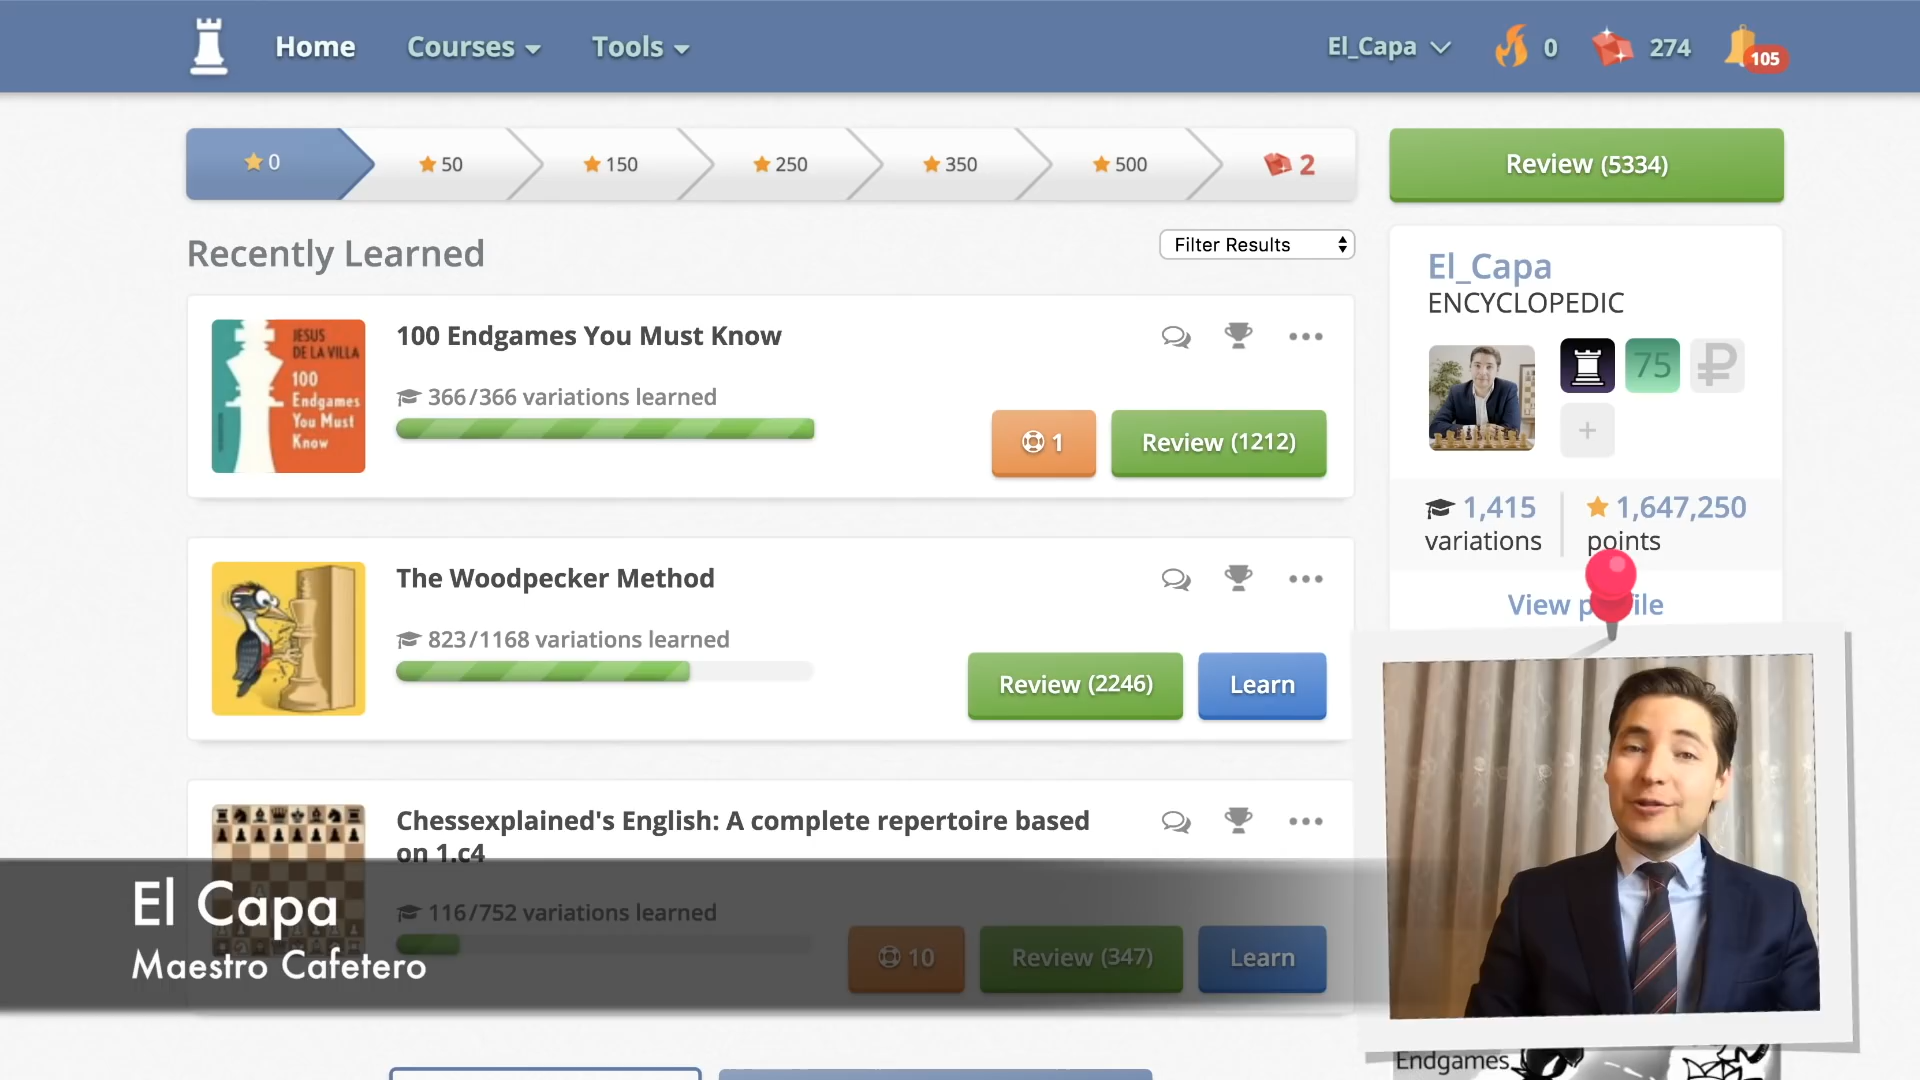 Home
Courses
Tools
El_Capa
0
274
105
0
50
150
250
350
500
2
Review (5334)
Recently Learned
Filter Results
JESUS
DE LA VILLA
100
Endgames
You Must
Know
100 Endgames You Must Know
366/366 variations learned
1
Review (1212)
The Woodpecker Method
823/1168 variations learned
Review (2246)
Learn
Chessexplained's English: A complete repertoire based
on 1.c4
116/752 variations learned
10
Review (347)
Learn
El_Capa
ENCYCLOPEDIC
75
1,415
variations
1,647,250
points
View
El Capa
Maestro Cafetero
Endgames